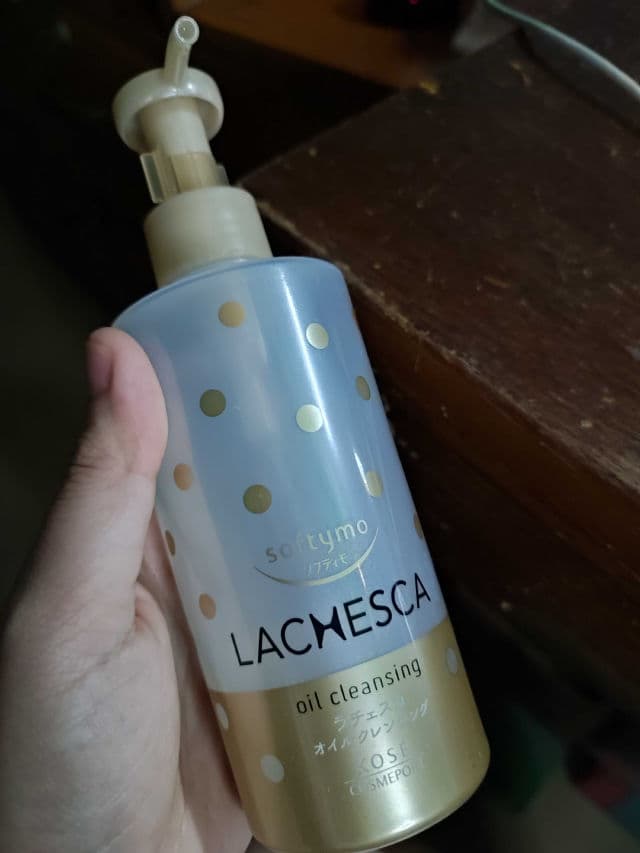 softymo
ソフティモ
LACHESCA
oil cleansing
ラチェスカ
オイル クレンジング
KOSÉ
COSMEPORT